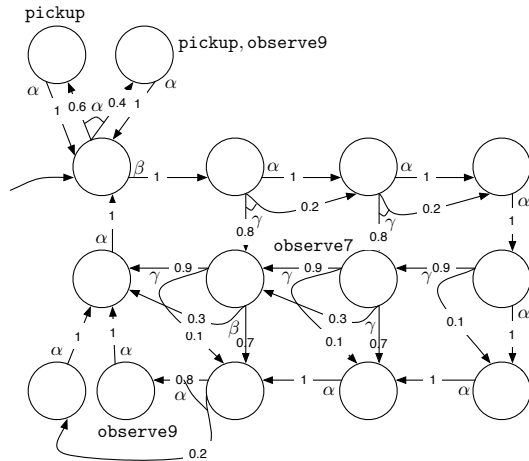 pickup
pickup, observe9
α α
1 0.6 α 0.4 1
β 1 α 1 α 1 α
γ 0.2 γ 0.2
1 0.8 0.8 1
observe7
α
γ 0.9 γ 0.9 γ 0.9
0.3 0.3 0.1 α
0.1 β 0.7 0.1 γ 0.7 1
1 1
α α 0.8 α 1 α 1 α
observe9
0.2